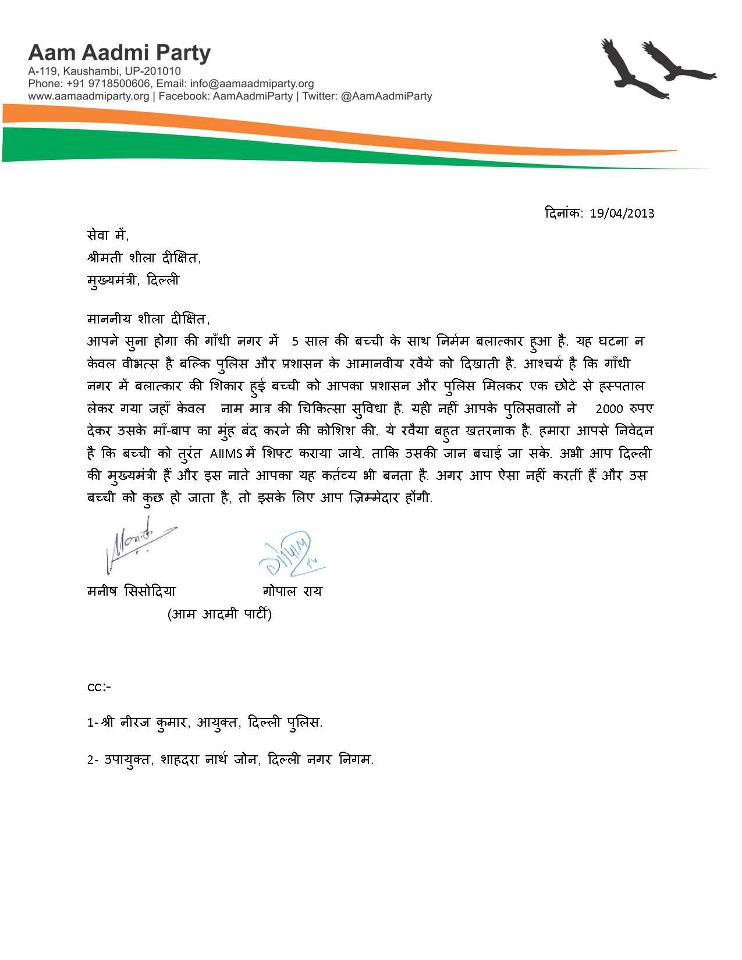 Aam Aadmi Party
A-119, Kaushambi, UP-201010
Phone: +91 9718500606, Email: info@aamaadmiparty.org
www.aamaadmiparty.org | Facebook: AamAadmiParty | Twitter: @AamAadmiParty
दिनांक: 19/04/2013
सेवा में,
श्रीमती शीला दीक्षित,
मुख्यमंत्री, दिल्ली
माननीय शीला दीक्षित,
आपने सुना होगा की गाँधी नगर में 5 साल की बच्ची के साथ निर्मम बलात्कार हुआ है. यह घटना न
केवल वीभत्स है बल्कि पुलिस और प्रशासन के आमानवीय रवैये को दिखाती है. आश्चर्य है कि गाँधी
नगर में बलात्कार की शिकार हुई बच्ची को आपका प्रशासन और पुलिस मिलकर एक छोटे से हस्पताल
लेकर गया जहाँ केवल नाम मात्र की चिकित्सा सुविधा है. यही नहीं आपके पुलिसवालों ने 2000 रुपए
देकर उसके माँ-बाप का मुंह बंद करने की कोशिश की. ये रवैया बहुत खतरनाक है. हमारा आपसे निवेदन
है कि बच्ची को तुरंत AIIMS में शिफ्ट कराया जाये. ताकि उसकी जान बचाई जा सके. अभी आप दिल्ली
की मुख्यमंत्री हैं और इस नाते आपका यह कर्तव्य भी बनता है. अगर आप ऐसा नहीं करतीं हैं और उस
बच्ची को कुछ हो जाता है, तो इसके लिए आप ज़िम्मेदार होंगी.
मनीष सिसोदिया गोपाल राय
(आम आदमी पार्टी)
cc:-
1-श्री नीरज कुमार, आयुक्त, दिल्ली पुलिस.
2- उपायुक्त, शाहदरा नार्थ जोन, दिल्ली नगर निगम.